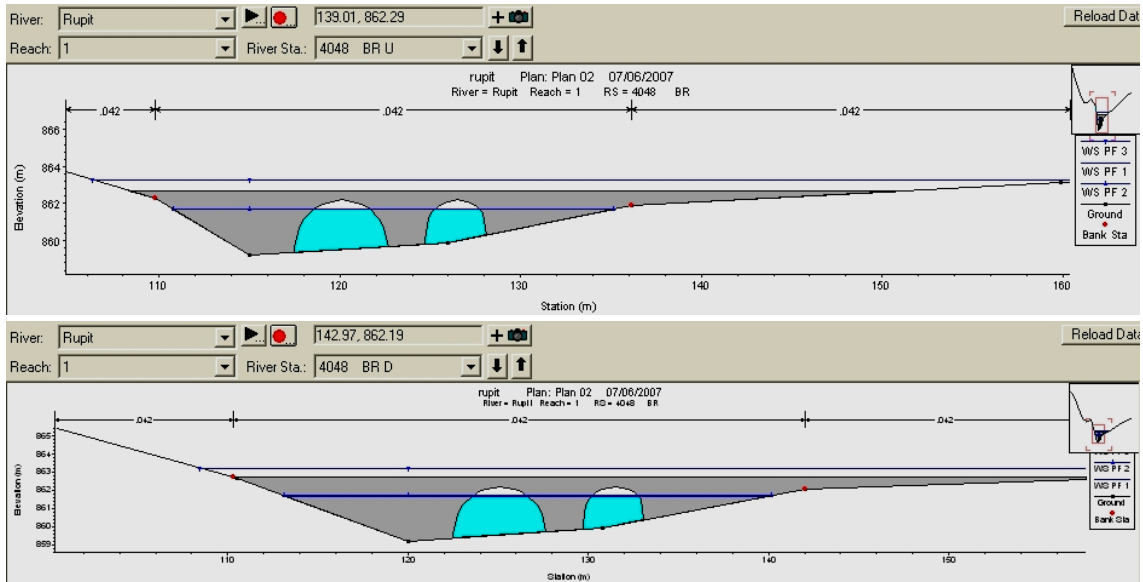 River: Rupit 139.01, 862.29 Reload Data
Reach: 1 River Sta.: 4048 BR U
rupit Plan: Plan 02 07/06/2007
River = Rupit Reach = 1 RS = 4048 BR
.042 .042 .042
866
864
862
860
Elevation (m)
110 120 130 140 150 160
Station (m)
WS PF 3
WS PF 1
WS PF 2
Ground
Bank Sta
River: Rupit 142.97, 862.19 Reload Data
Reach: 1 River Sta.: 4048 BR D
rupit Plan: Plan 02 07/06/2007
River = Rupit Reach = 1 RS = 4048 BR
.042 .042 .042
865
864
863
862
861
860
859
Elevation (m)
110 120 130 140 150
Station (m)
WS PF 2
WS PF 1
Ground
Bank Sta